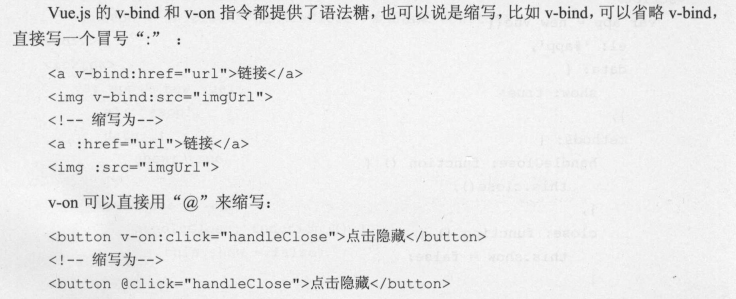 Vue.js 的 v-bind 和 v-on 指令都提供了语法糖，也可以说是缩写，比如 v-bind，可以省略 v-bind，
直接写一个冒号“:” ：
<a v-bind:href="url">链接</a>
<img v-bind:src="imgUrl">
<!-- 缩写为-->
<a :href="url">链接</a>
<img :src="imgUrl">
v-on 可以直接用“@”来缩写：
<button v-on:click="handleClose">点击隐藏</button>
<!-- 缩写为-->
<button @click="handleClose">点击隐藏</button>